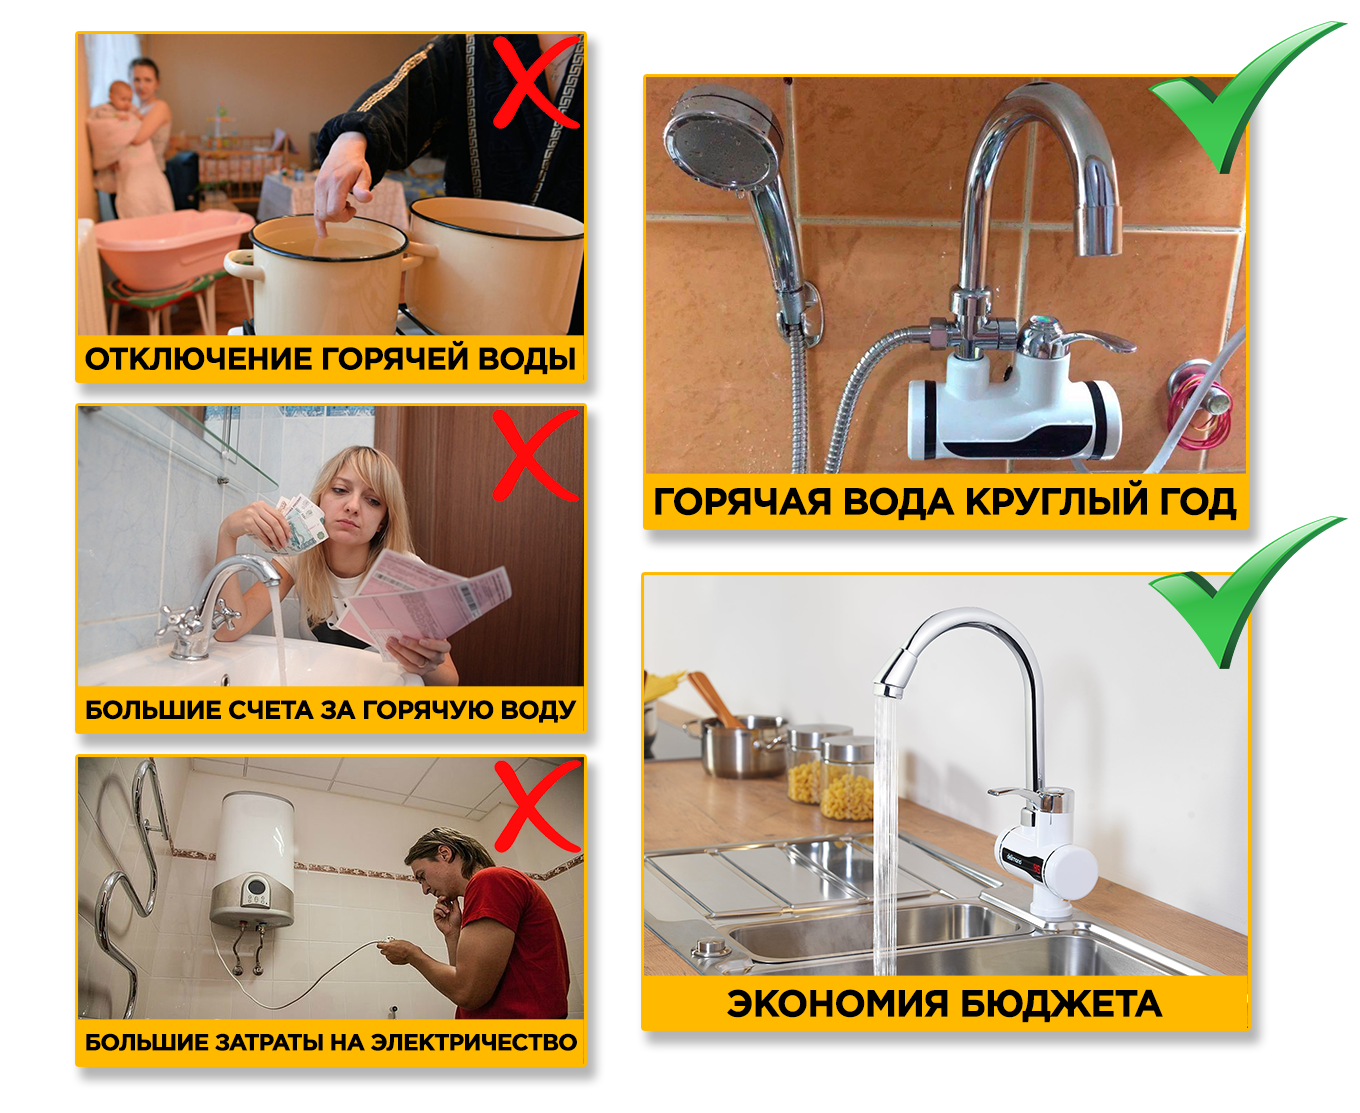 ОТКЛЮЧЕНИЕ ГОРЯЧЕЙ ВОДЫ
БОЛЬШИЕ СЧЕТА ЗА ГОРЯЧУЮ ВОДУ
БОЛЬШИЕ ЗАТРАТЫ НА ЭЛЕКТРИЧЕСТВО
ГОРЯЧАЯ ВОДА КРУГЛЫЙ ГОД
ЭКОНОМИЯ БЮДЖЕТА